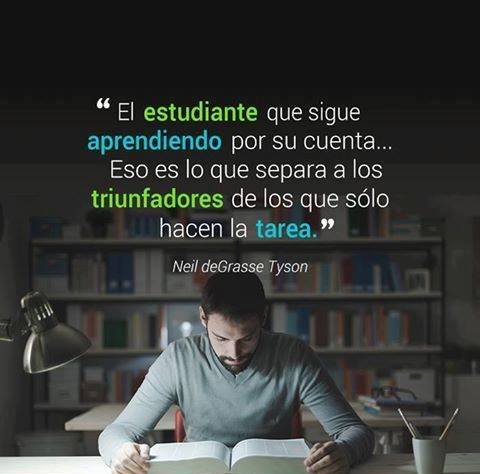 “ El estudiante que sigue
aprendiendo por su cuenta...
Eso es lo que separa a los
triunfadores de los que sólo
hacen la tarea. ”
Neil deGrasse Tyson